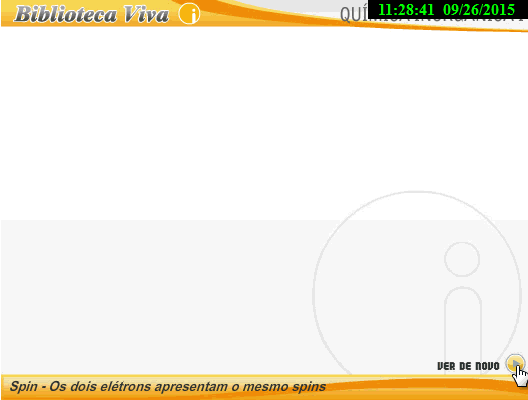 Biblioteca Viva
11:28:41 09/26/2015
VER DE NOVO
Spin - Os dois elétrons apresentam o mesmo spins